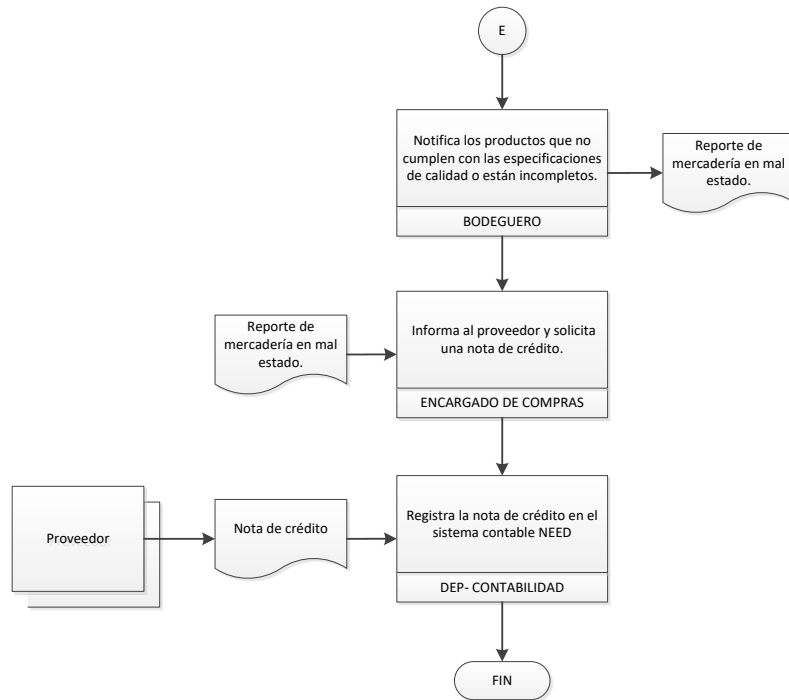 E
Notifica los productos que no
cumplen con las especificaciones
de calidad o están incompletos.
BODEGUERO
Reporte de
mercadería en mal
estado.
Reporte de
mercadería en mal
estado.
Informa al proveedor y solicita
una nota de crédito.
ENCARGADO DE COMPRAS
Proveedor
Nota de crédito
Registra la nota de crédito en el
sistema contable NEED
DEP- CONTABILIDAD
FIN